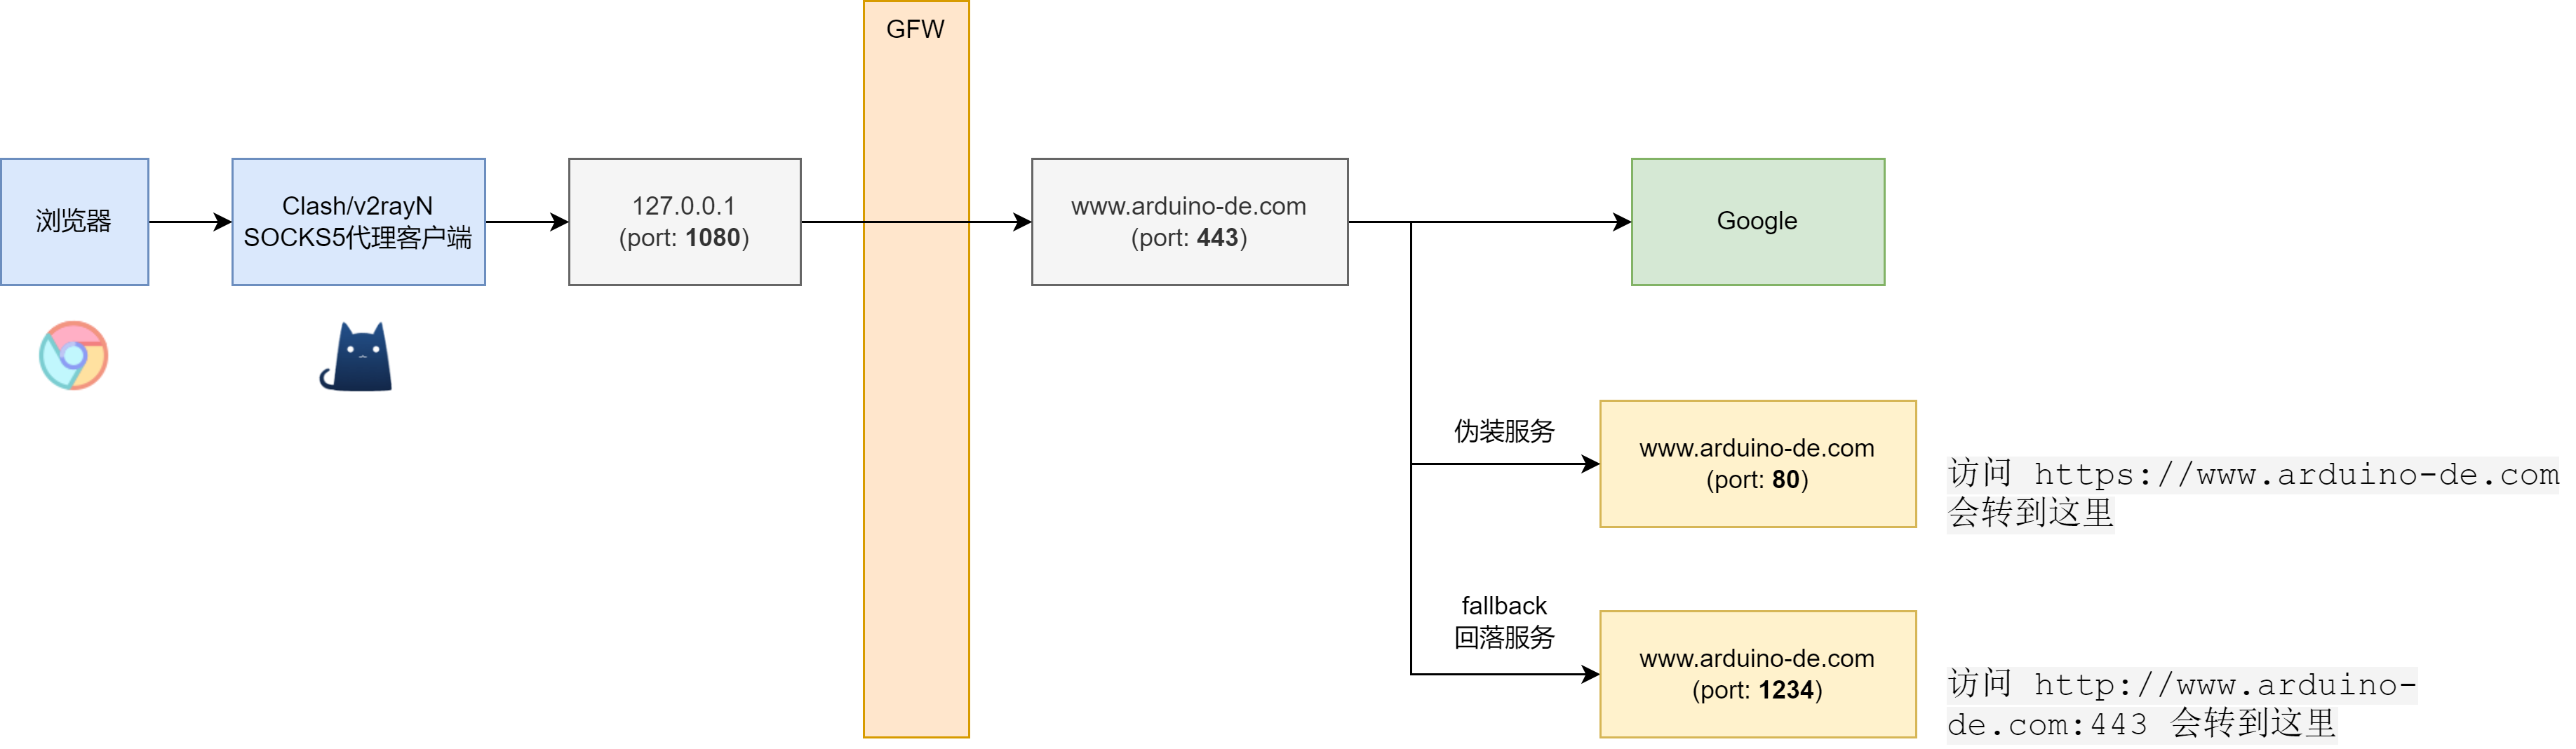 GFW
浏览器
Clash/v2rayN
SOCKS5代理客户端
127.0.0.1
(port: 1080)
www.arduino-de.com
(port: 443)
Google
伪装服务
www.arduino-de.com
(port: 80)
访问 https://www.arduino-de.com
会转到这里
fallback
回落服务
www.arduino-de.com
(port: 1234)
访问 http://www.arduino-
de.com:443 会转到这里